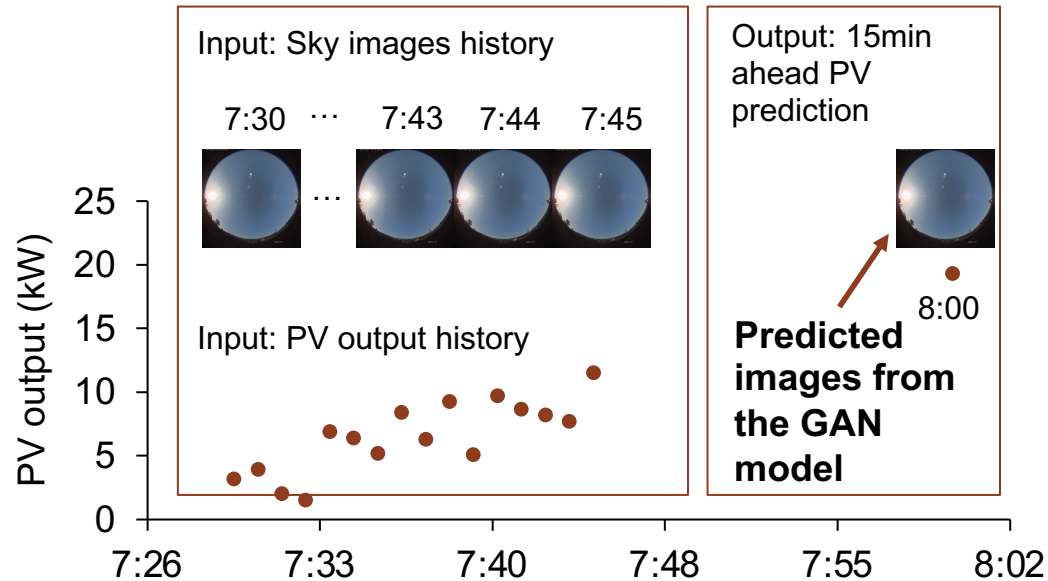 Input: Sky images history
7:30 ... 7:43 7:44 7:45
...
Output: 15min
ahead PV
prediction
PV output (kW)
25
20
15
10
5
0
Input: PV output history
8:00
Predicted
images from
the GAN
model
7:26 7:33 7:40 7:48 7:55 8:02